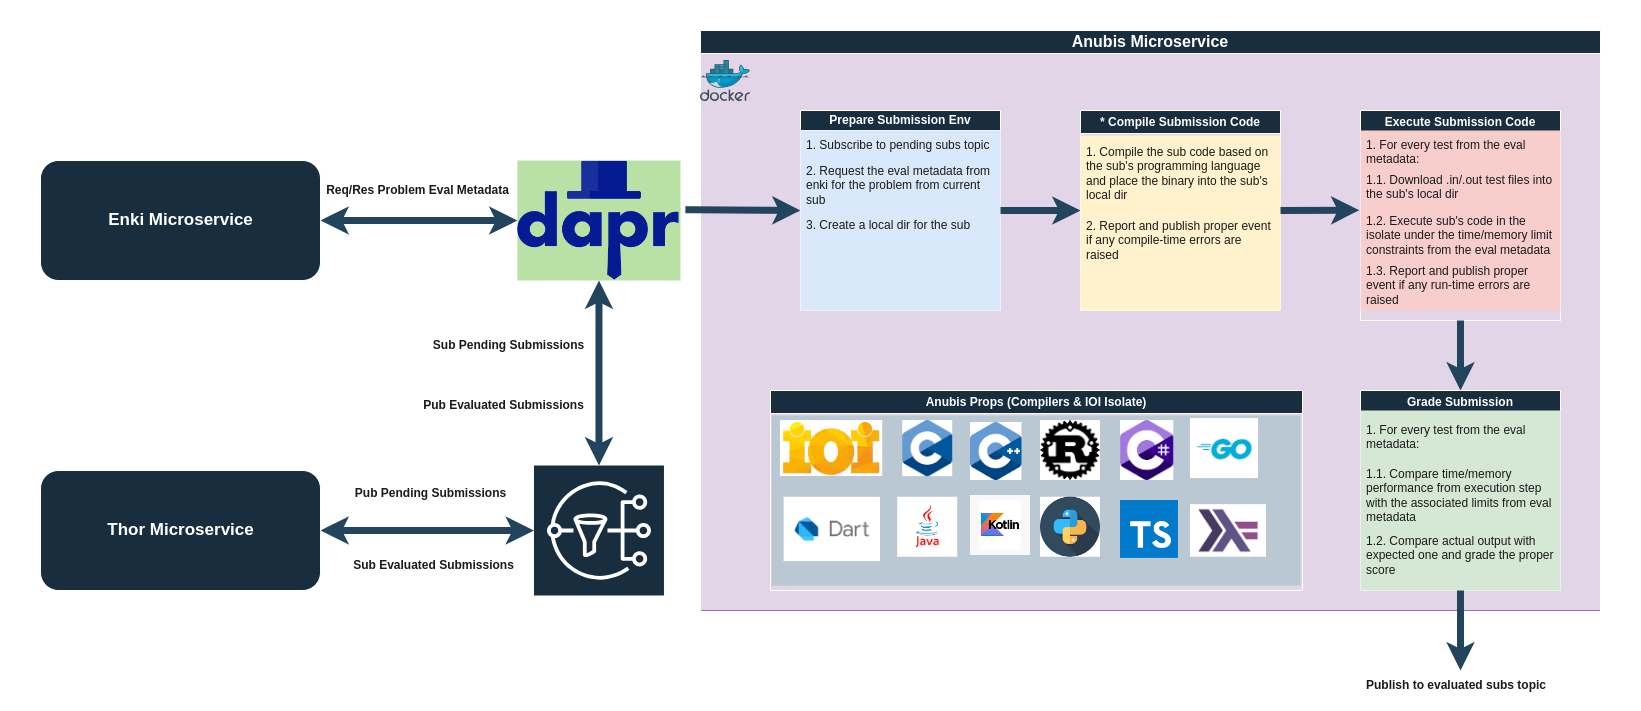 Anubis Microservice
docker
Enki Microservice
Req/Res Problem Eval Metadata
dapr
Sub Pending Submissions
Pub Evaluated Submissions
Thor Microservice
Pub Pending Submissions
Sub Evaluated Submissions
Prepare Submission Env
1. Subscribe to pending subs topic
2. Request the eval metadata from
enki for the problem from current
sub
3. Create a local dir for the sub
* Compile Submission Code
1. Compile the sub code based on
the sub's programming language
and place the binary into the sub's
local dir
2. Report and publish proper event
if any compile-time errors are
raised
Execute Submission Code
1. For every test from the eval
metadata:
1.1. Download .in/.out test files into
the sub's local dir
1.2. Execute sub's code in the
isolate under the time/memory limit
constraints from the eval metadata
1.3. Report and publish proper
event if any run-time errors are
raised
Anubis Props (Compilers & IOI Isolate)
ioi
C
C++
R
C#
GO
Dart
Java
Kotlin
TS
Grade Submission
1. For every test from the eval
metadata:
1.1. Compare time/memory
performance from execution step
with the associated limits from eval
metadata
1.2. Compare actual output with
expected one and grade the proper
score
Publish to evaluated subs topic